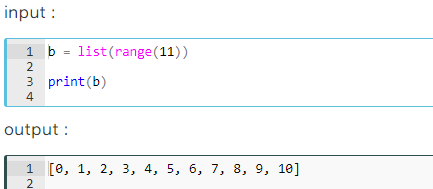 input :
1 b = list(range(11))
2
3 print(b)
4
output :
1 [0, 1, 2, 3, 4, 5, 6, 7, 8, 9, 10]
2